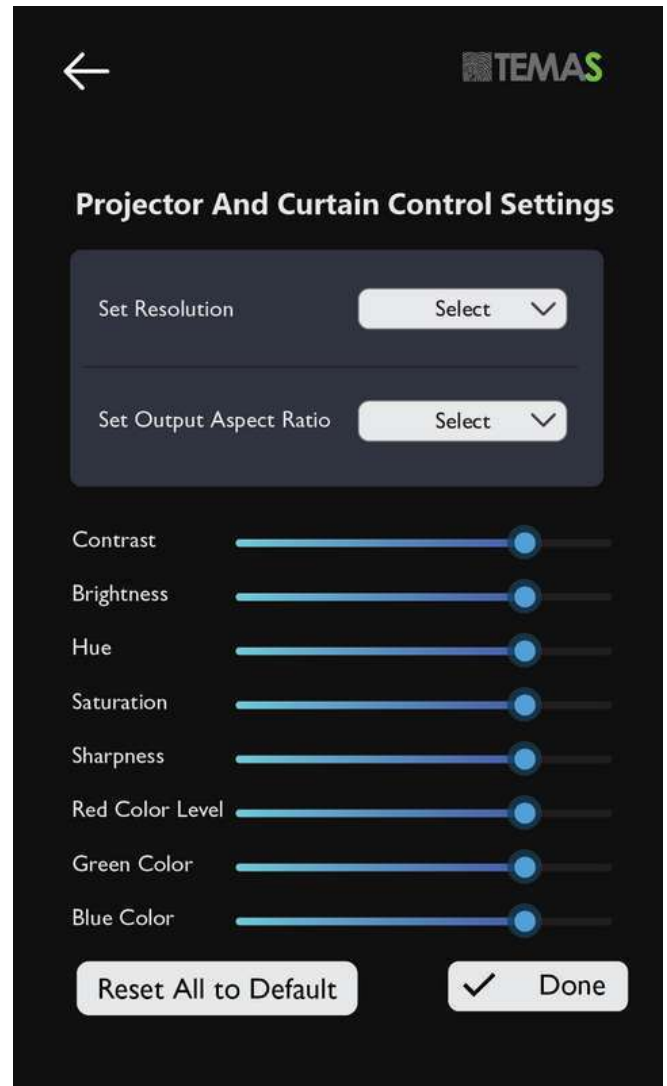 TEMAS
Projector And Curtain Control Settings
Set Resolution Select
Set Output Aspect Ratio Select
Contrast
Brightness
Hue
Saturation
Sharpness
Red Color Level
Green Color
Blue Color
Reset All to Default Done